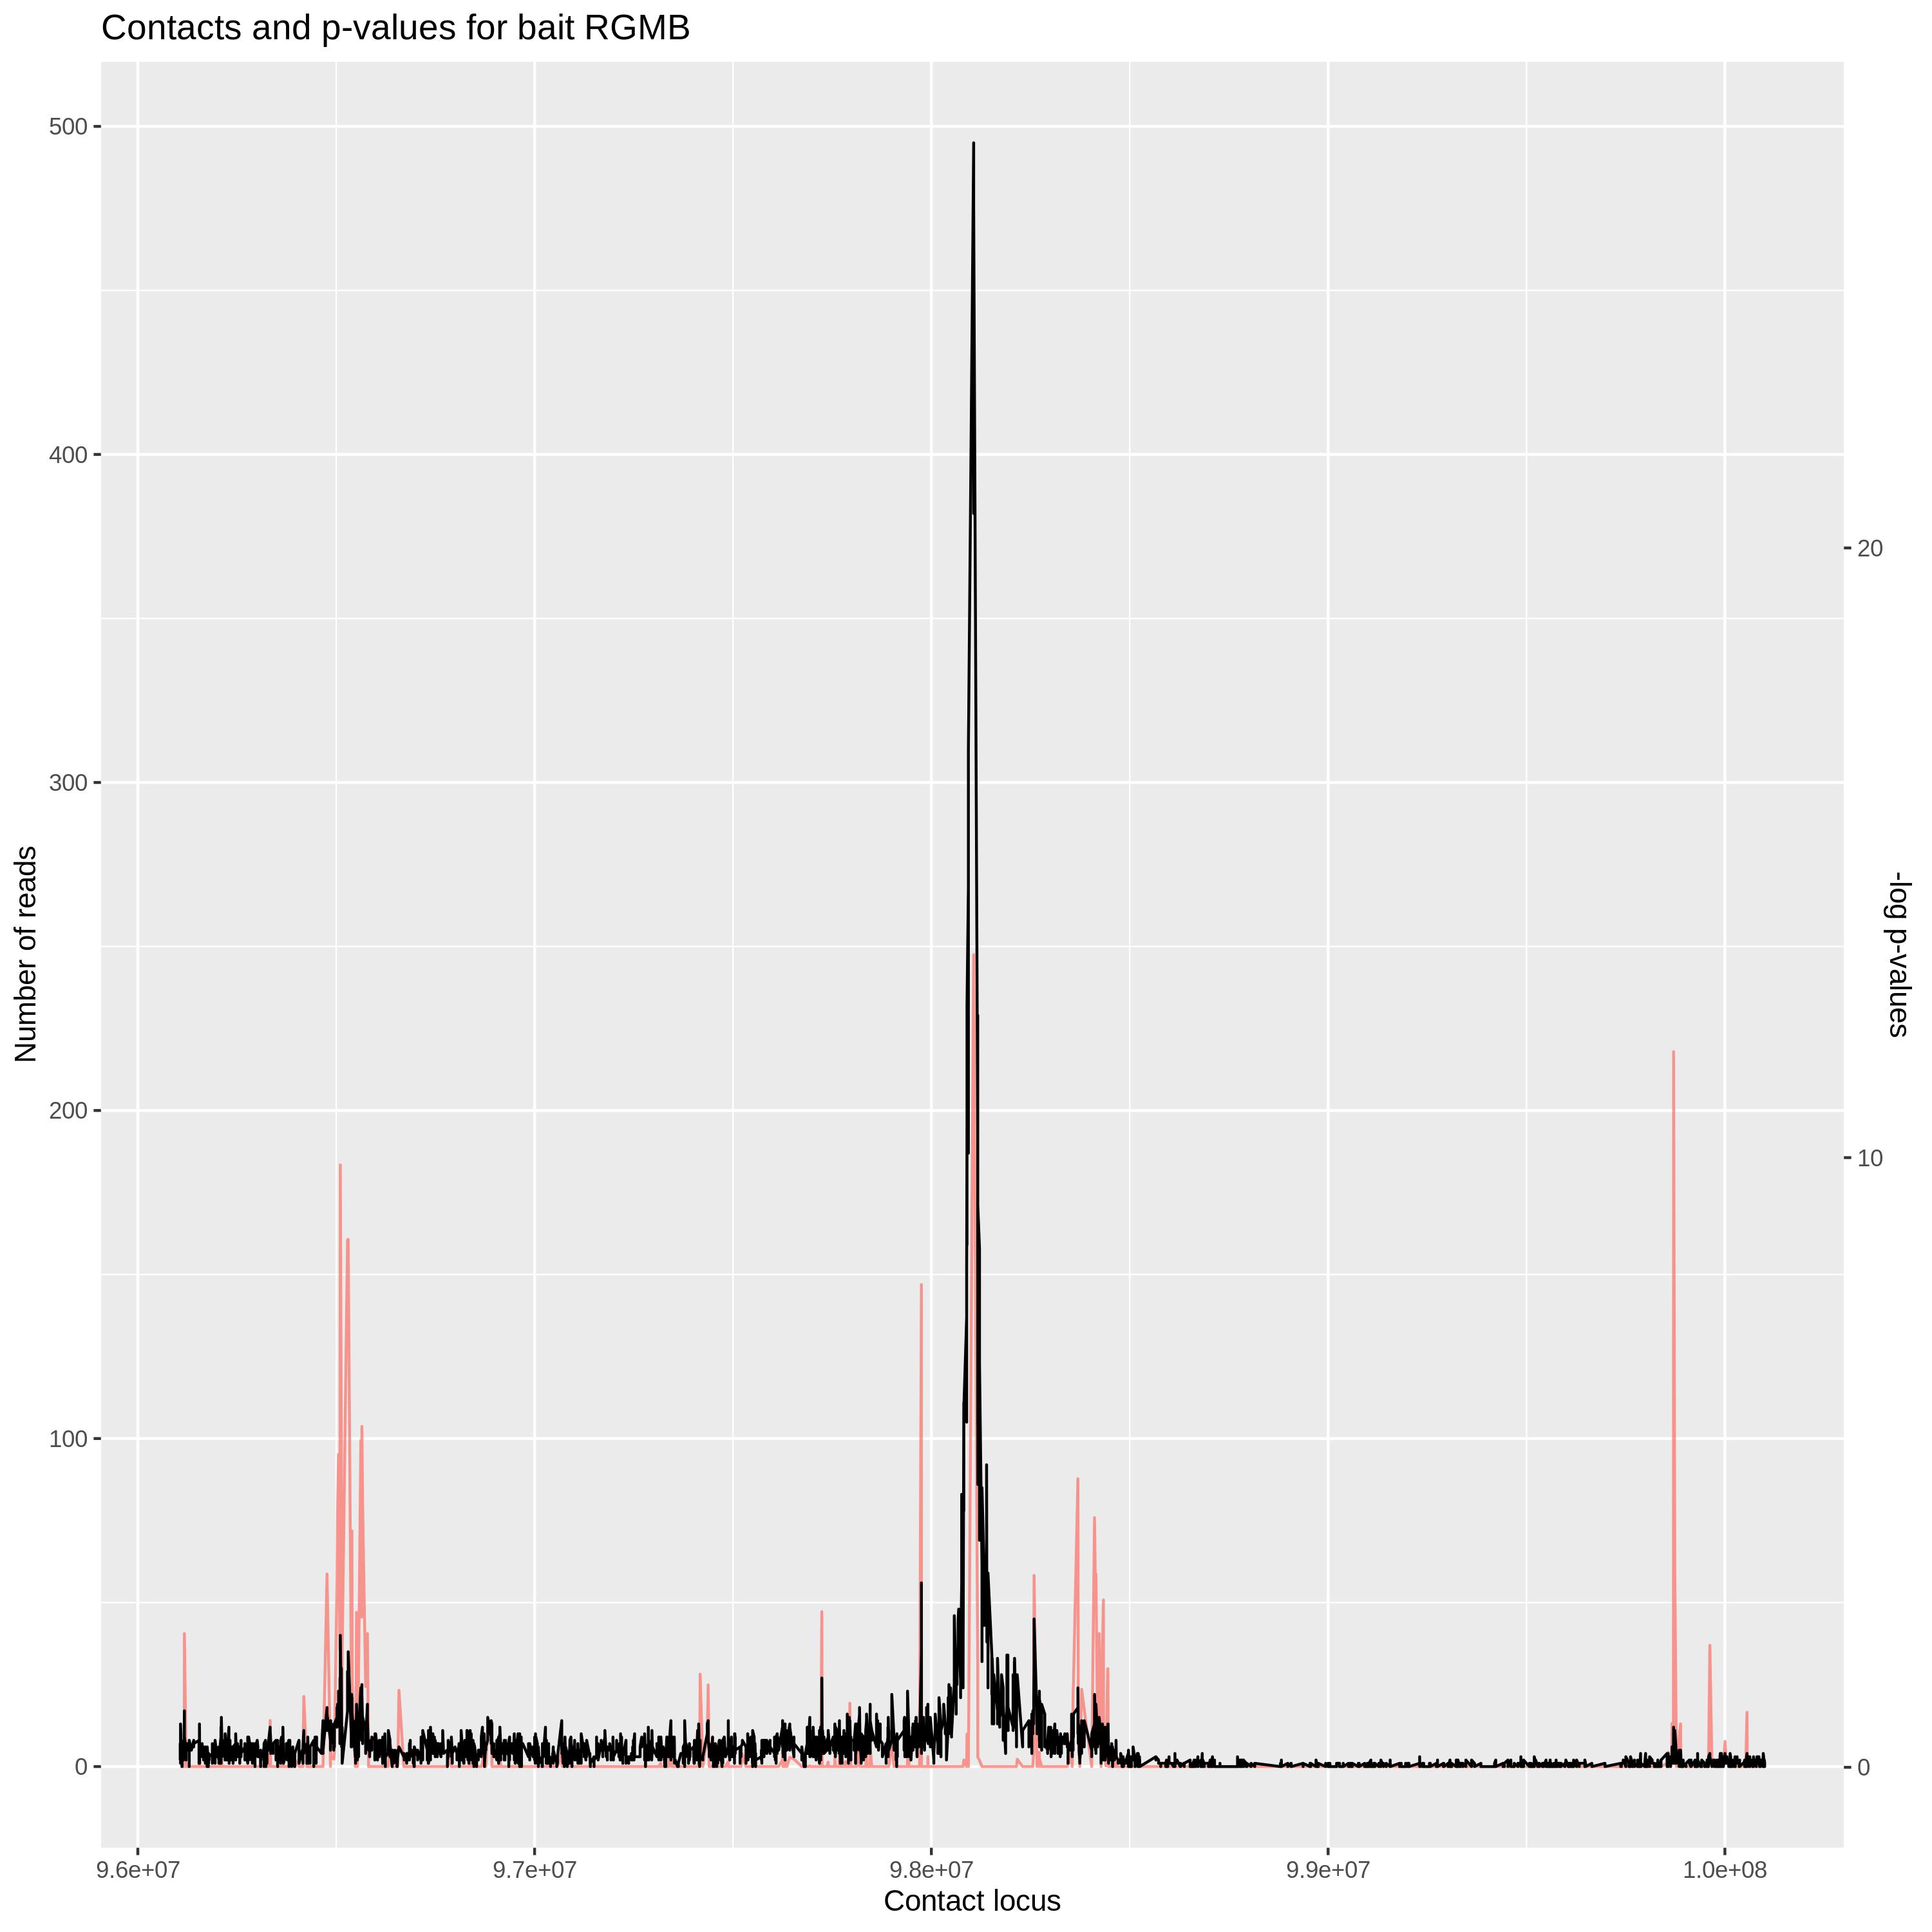 Contacts and p-values for bait RGMB
500
400
300
200
100
0
Number of reads
20
10
0
-log p-values
9.6e+07
9.7e+07
9.8e+07
9.9e+07
1.0e+08
Contact locus